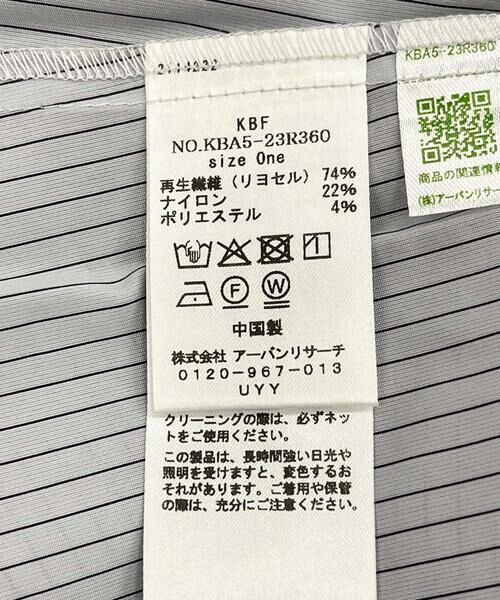 2114222
KBF
NO.KBA5-23R360
size One
再生繊維（リヨセル） 74%
ナイロン 22%
ポリエステル 4%
F W
中国製
株式会社 アーバンリサーチ
0120-967-013
UYY
クリーニングの際は、必ずネッ
トをご使用ください。
この製品は、長時間強い日光や
照明を受けますと、変色するお
それがあります。ご着用や保管
の際は、充分ご注意ください。
KBA5-23R360
商品の関連情
(株)アーバンリサー